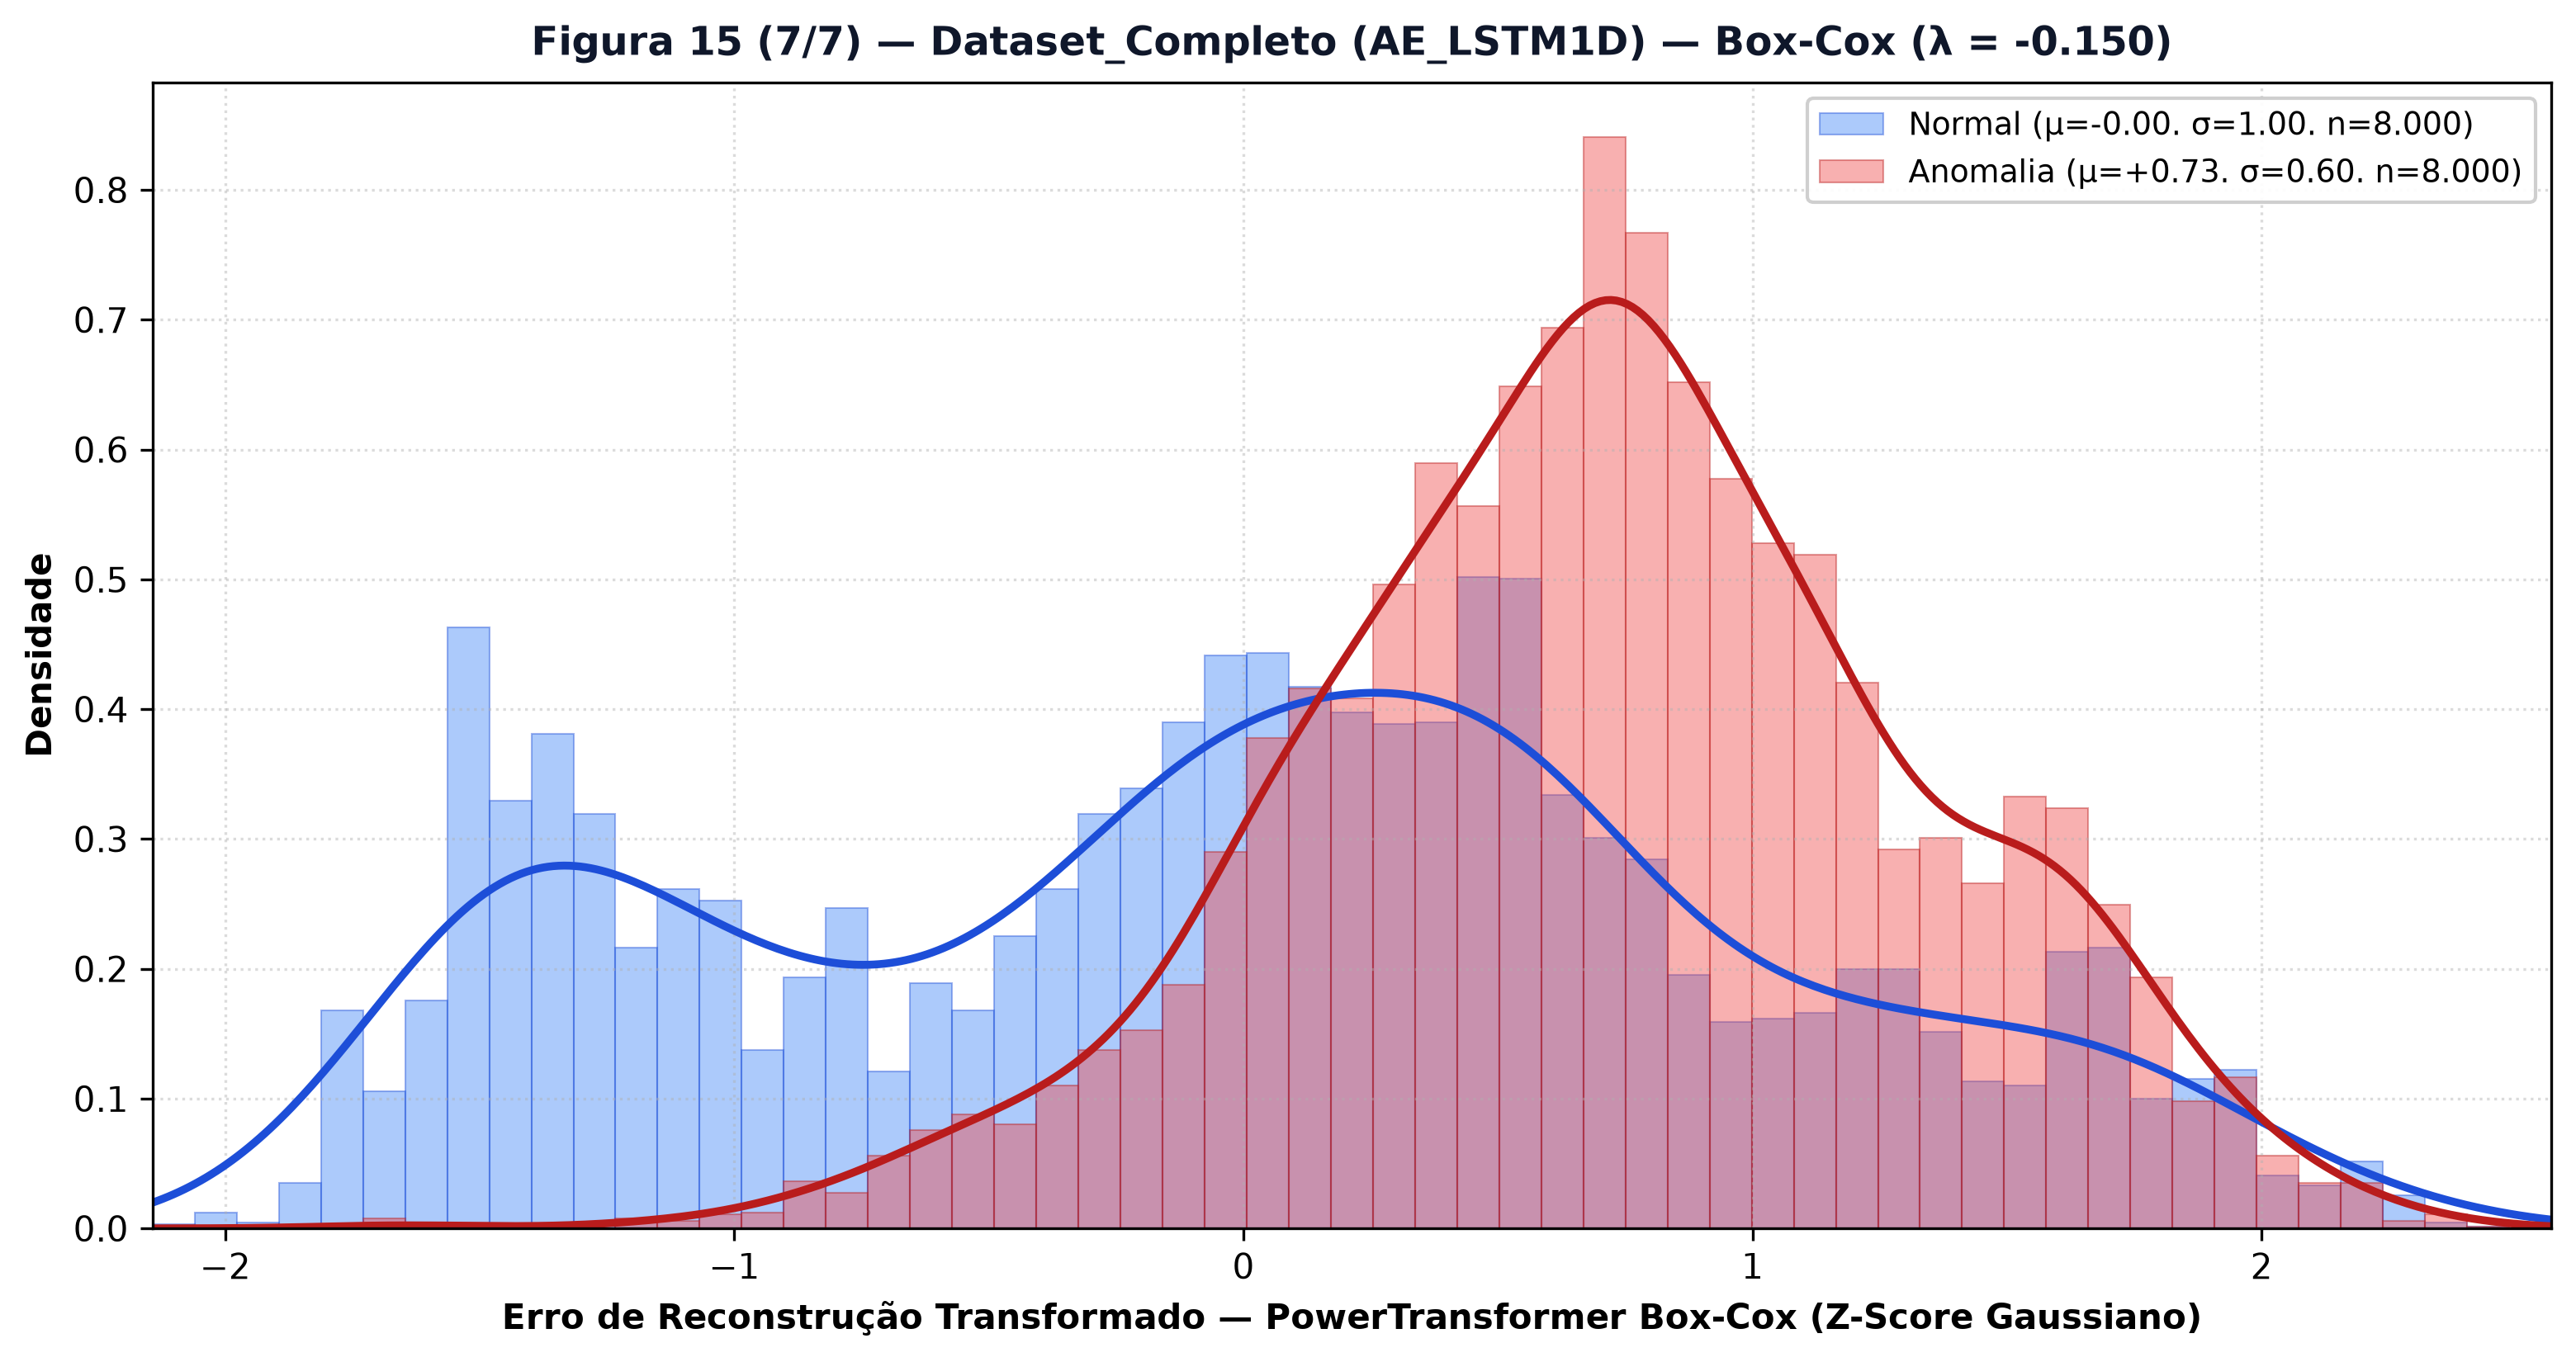 Figura 15 (7/7) — Dataset_Completo (AE_LSTM1D) — Box-Cox (λ = -0.150)
Normal (μ=-0.00. σ=1.00. n=8.000)
Anomalia (μ=+0.73. σ=0.60. n=8.000)
Densidade
0.8
0.7
0.6
0.5
0.4
0.3
0.2
0.1
0.0
−2 −1 0 1 2
Erro de Reconstrução Transformado — PowerTransformer Box-Cox (Z-Score Gaussiano)